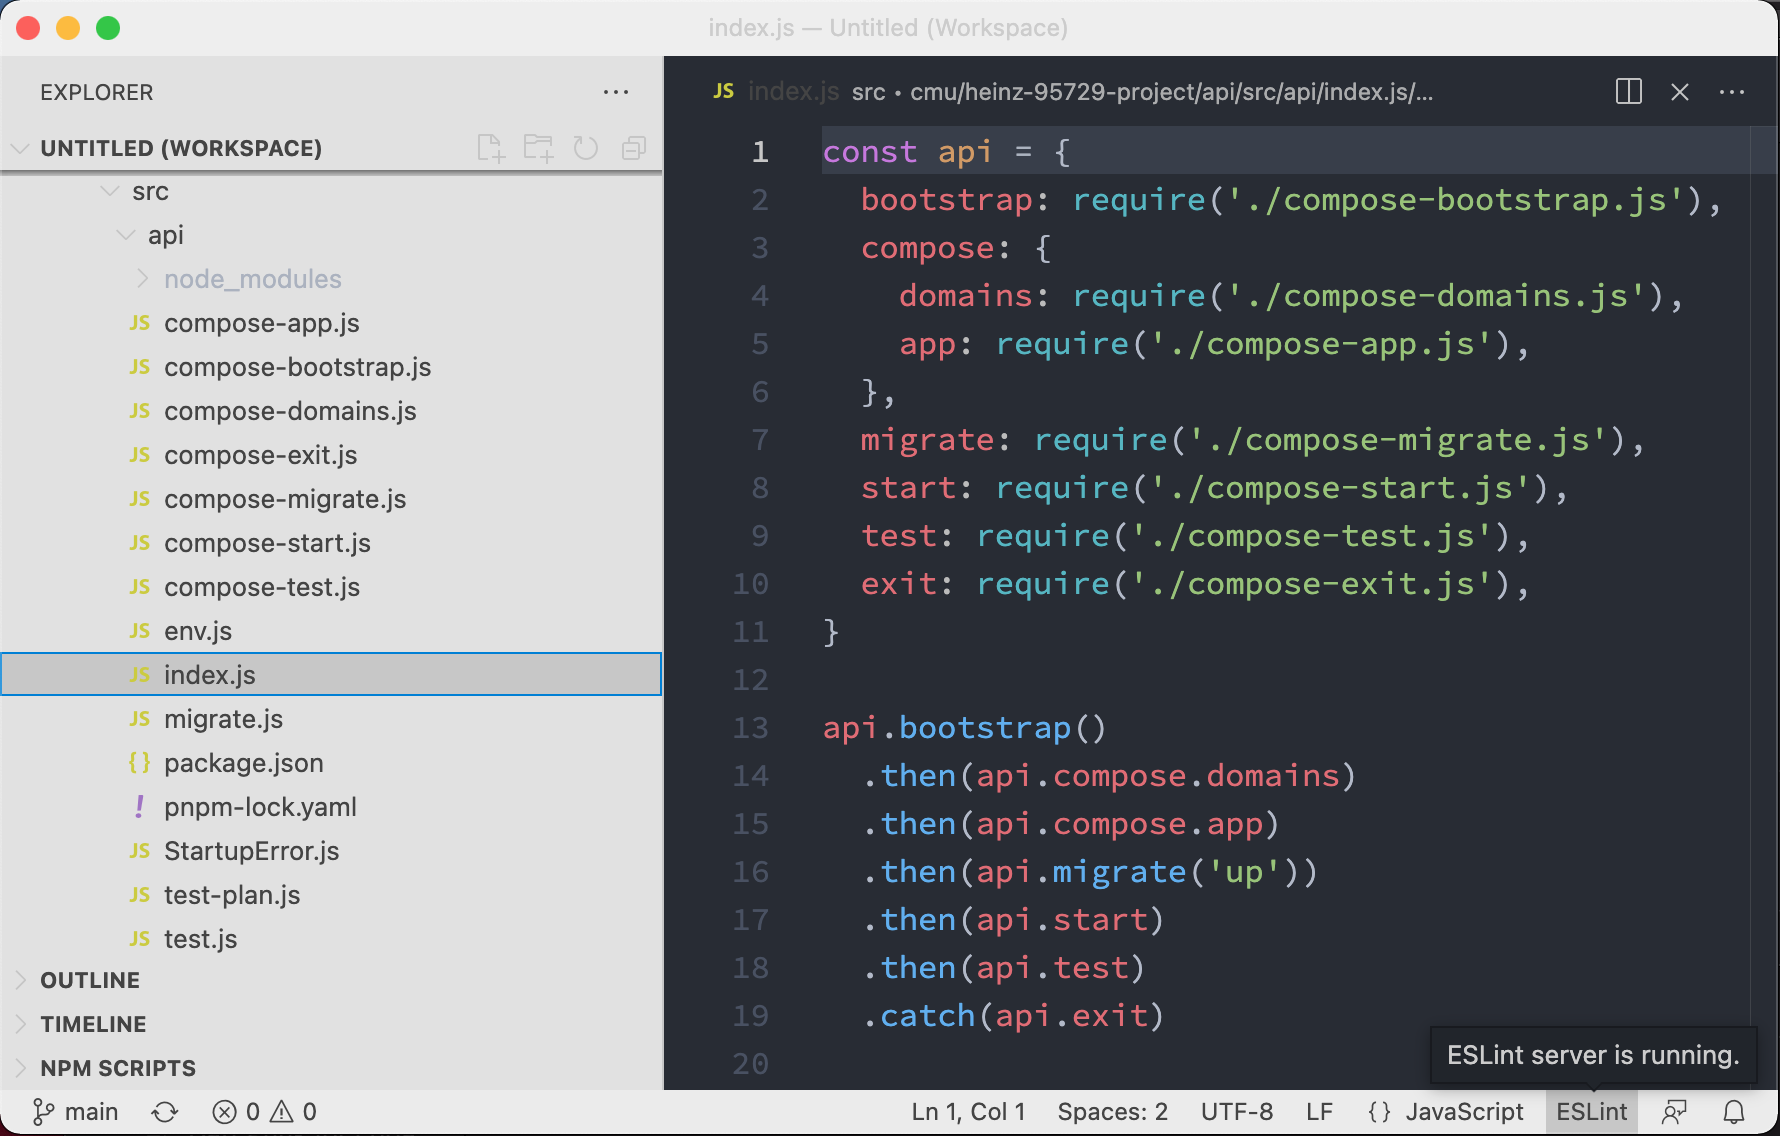 index.js — Untitled (Workspace)
EXPLORER
UNTITLED (WORKSPACE)
src
api
node_modules
JS compose-app.js
JS compose-bootstrap.js
JS compose-domains.js
JS compose-exit.js
JS compose-migrate.js
JS compose-start.js
JS compose-test.js
JS env.js
JS index.js
JS migrate.js
{} package.json
! pnpm-lock.yaml
JS StartupError.js
JS test-plan.js
JS test.js
OUTLINE
TIMELINE
NPM SCRIPTS
JS index.js src • cmu/heinz-95729-project/api/src/api/index.js/...
1 const api = {
2   bootstrap: require('./compose-bootstrap.js'),
3   compose: {
4     domains: require('./compose-domains.js'),
5     app: require('./compose-app.js'),
6   },
7   migrate: require('./compose-migrate.js'),
8   start: require('./compose-start.js'),
9   test: require('./compose-test.js'),
10   exit: require('./compose-exit.js'),
11 }
12
13 api.bootstrap()
14   .then(api.compose.domains)
15   .then(api.compose.app)
16   .then(api.migrate('up'))
17   .then(api.start)
18   .then(api.test)
19   .catch(api.exit)
20
ESLint server is running.
main 0 0 Ln 1, Col 1 Spaces: 2 UTF-8 LF {} JavaScript ESLint